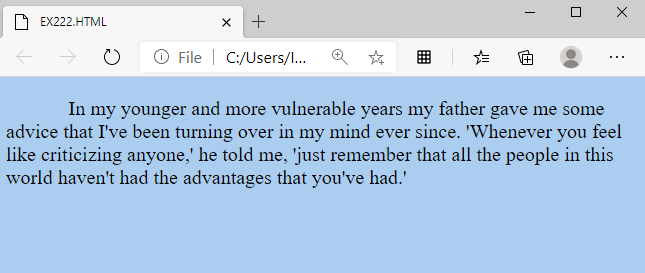 EX222.HTML
File | C:/Users/I...
In my younger and more vulnerable years my father gave me some
advice that I've been turning over in my mind ever since. 'Whenever you feel
like criticizing anyone,' he told me, 'just remember that all the people in this
world haven't had the advantages that you've had.'